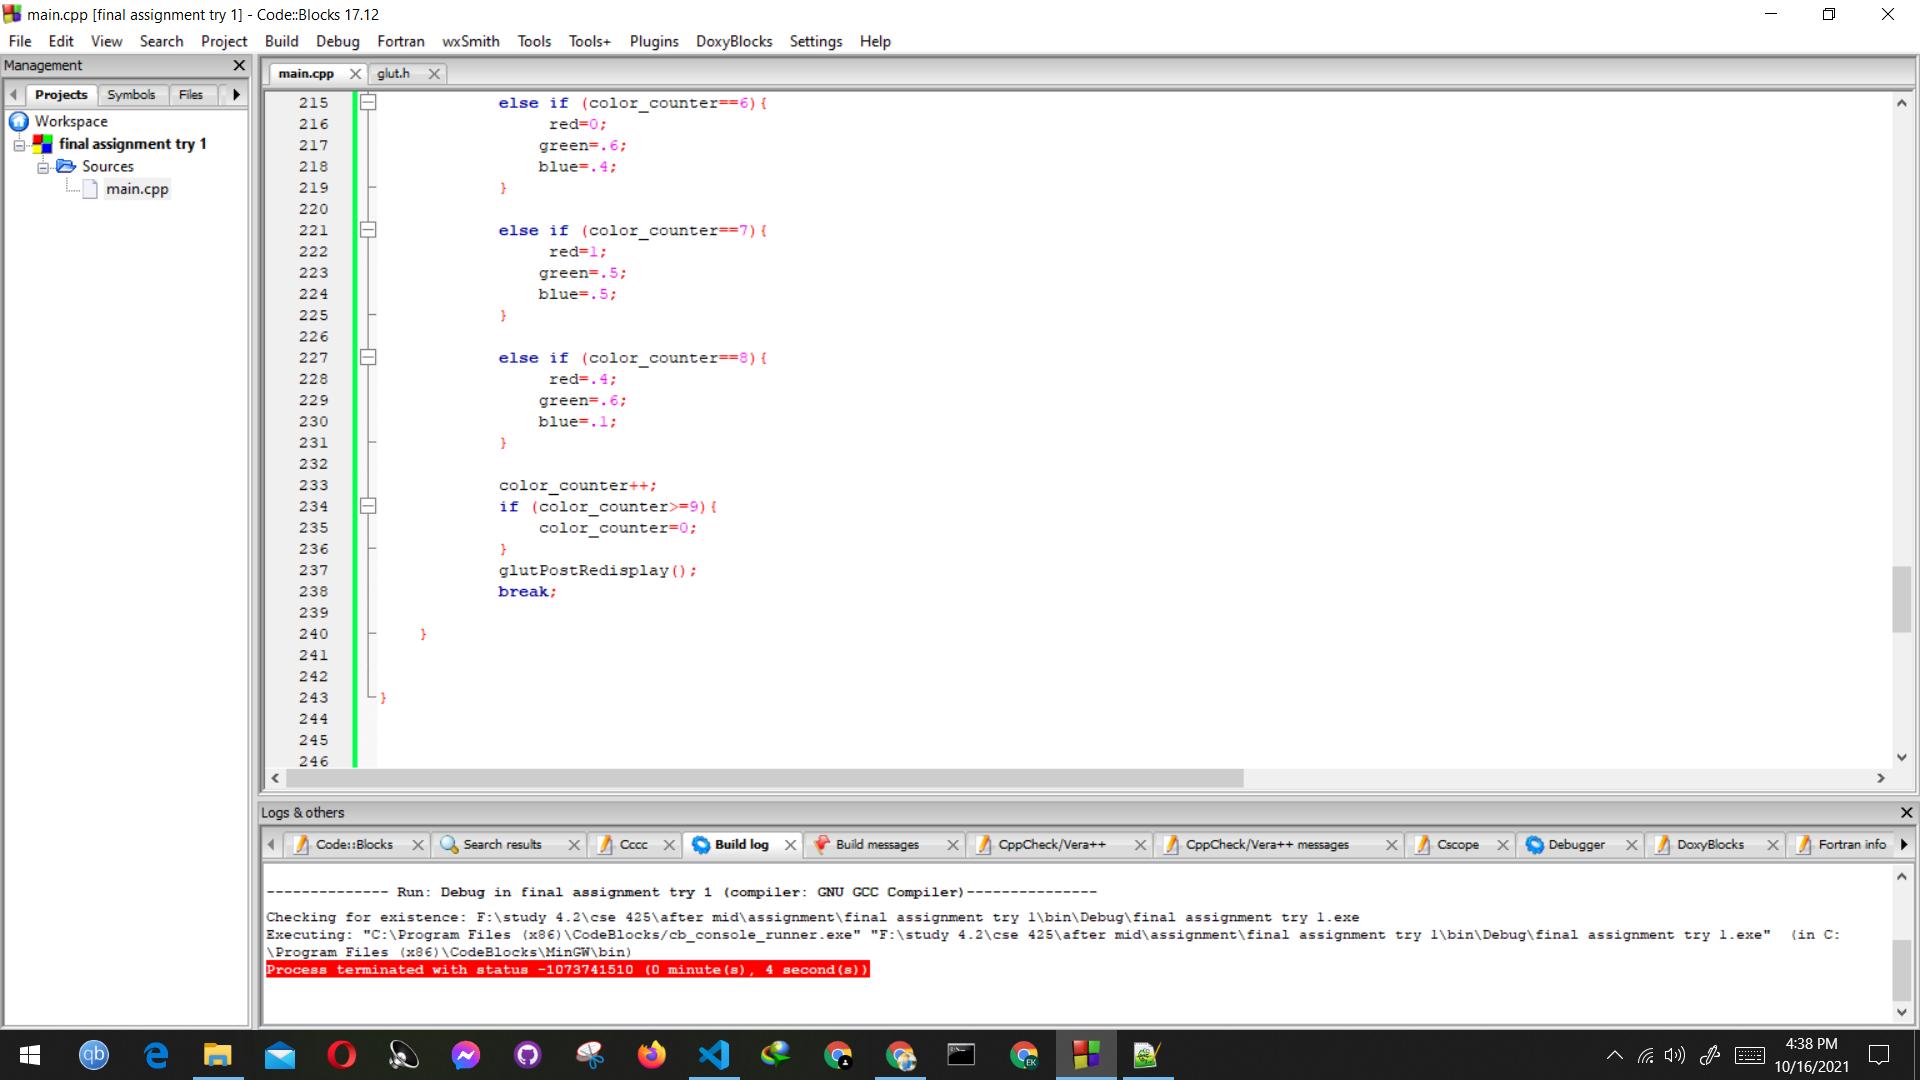 main.cpp [final assignment try 1] - Code::Blocks 17.12
File Edit View Search Project Build Debug Fortran wxSmith Tools Tools+ Plugins DoxyBlocks Settings Help
Management
main.cpp glut.h
Projects Symbols Files
Workspace
final assignment try 1
Sources
main.cpp
215 else if (color_counter==6){
216 red=0;
217 green=.6;
218 blue=.4;
219 }
220
221 else if (color_counter==7){
222 red=1;
223 green=.5;
224 blue=.5;
225 }
226
227 else if (color_counter==8){
228 red=.4;
229 green=.6;
230 blue=.1;
231 }
232
233 color_counter++;
234 if (color_counter>=9){
235 color_counter=0;
236 }
237 glutPostRedisplay();
238 break;
239
240 }
241
242
243 }
244
245
246
Logs & others
Code::Blocks Search results Cccc Build log Build messages CppCheck/Vera++ CppCheck/Vera++ messages Cscope Debugger DoxyBlocks Fortran info
-------------- Run: Debug in final assignment try 1 (compiler: GNU GCC Compiler)---------------
Checking for existence: F:\study 4.2\cse 425\after mid\assignment\final assignment try 1\bin\Debug\final assignment try 1.exe
Executing: "C:\Program Files (x86)\CodeBlocks/cb_console_runner.exe" "F:\study 4.2\cse 425\after mid\assignment\final assignment try 1\bin\Debug\final assignment try 1.exe"  (in C:
\Program Files (x86)\CodeBlocks\MinGW\bin)
Process terminated with status -1073741510 (0 minute(s), 4 second(s))
qb
EK
4:38 PM
10/16/2021